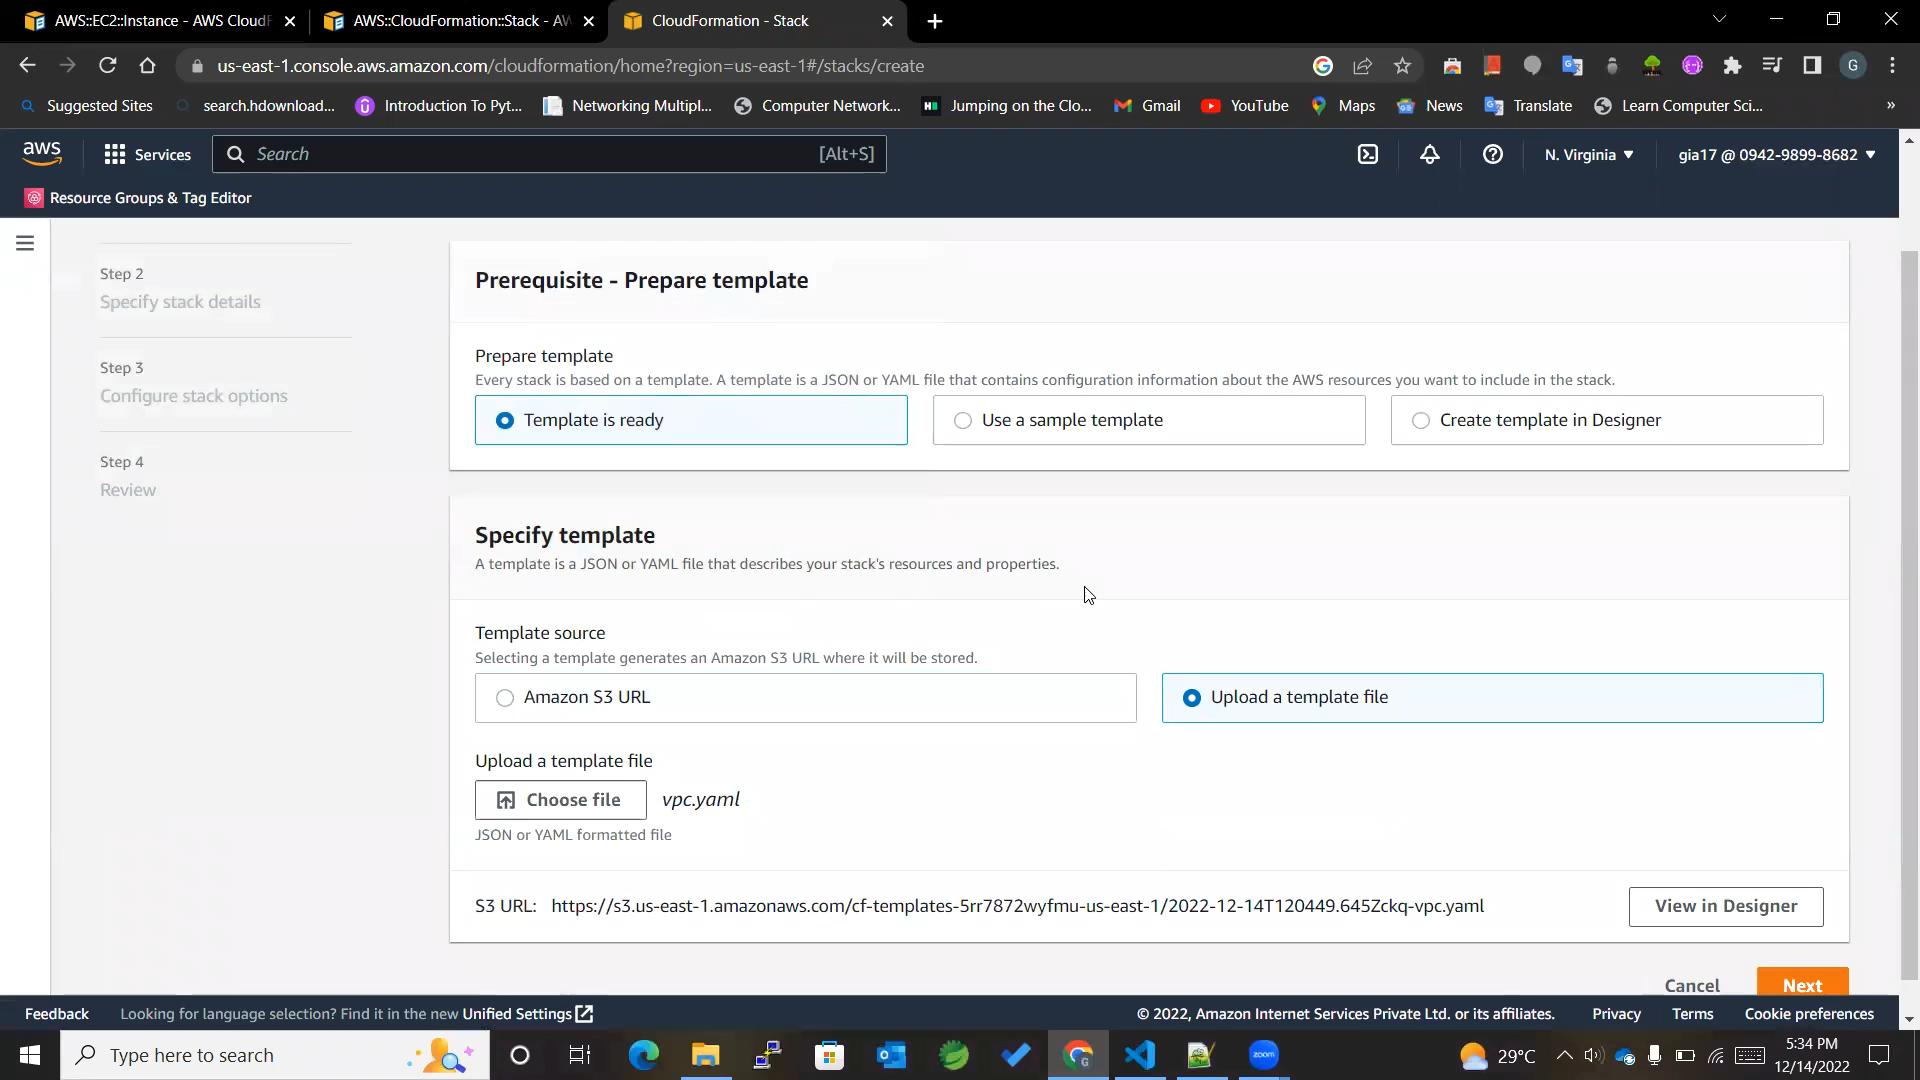 AWS::EC2::Instance - AWS CloudF
AWS::CloudFormation::Stack - AW
CloudFormation - Stack
us-east-1.console.aws.amazon.com/cloudformation/home?region=us-east-1#/stacks/create
G
Suggested Sites
search.hdownload...
Introduction To Pyt...
Networking Multipl...
Computer Network...
Jumping on the Clo...
Gmail
YouTube
Maps
News
Translate
Learn Computer Sci...
»
aws
Services
Search
[Alt+S]
N. Virginia
gia17 @ 0942-9899-8682
Resource Groups & Tag Editor
Step 2
Specify stack details
Step 3
Configure stack options
Step 4
Review
Prerequisite - Prepare template
Prepare template
Every stack is based on a template. A template is a JSON or YAML file that contains configuration information about the AWS resources you want to include in the stack.
Template is ready
Use a sample template
Create template in Designer
Specify template
A template is a JSON or YAML file that describes your stack's resources and properties.
Template source
Selecting a template generates an Amazon S3 URL where it will be stored.
Amazon S3 URL
Upload a template file
Upload a template file
Choose file
vpc.yaml
JSON or YAML formatted file
S3 URL: https://s3.us-east-1.amazonaws.com/cf-templates-5rr7872wyfmu-us-east-1/2022-12-14T120449.645Zckq-vpc.yaml
View in Designer
Cancel
Next
Feedback
Looking for language selection? Find it in the new Unified Settings
© 2022, Amazon Internet Services Private Ltd. or its affiliates.
Privacy
Terms
Cookie preferences
Type here to search
zoom
29°C
5:34 PM
12/14/2022